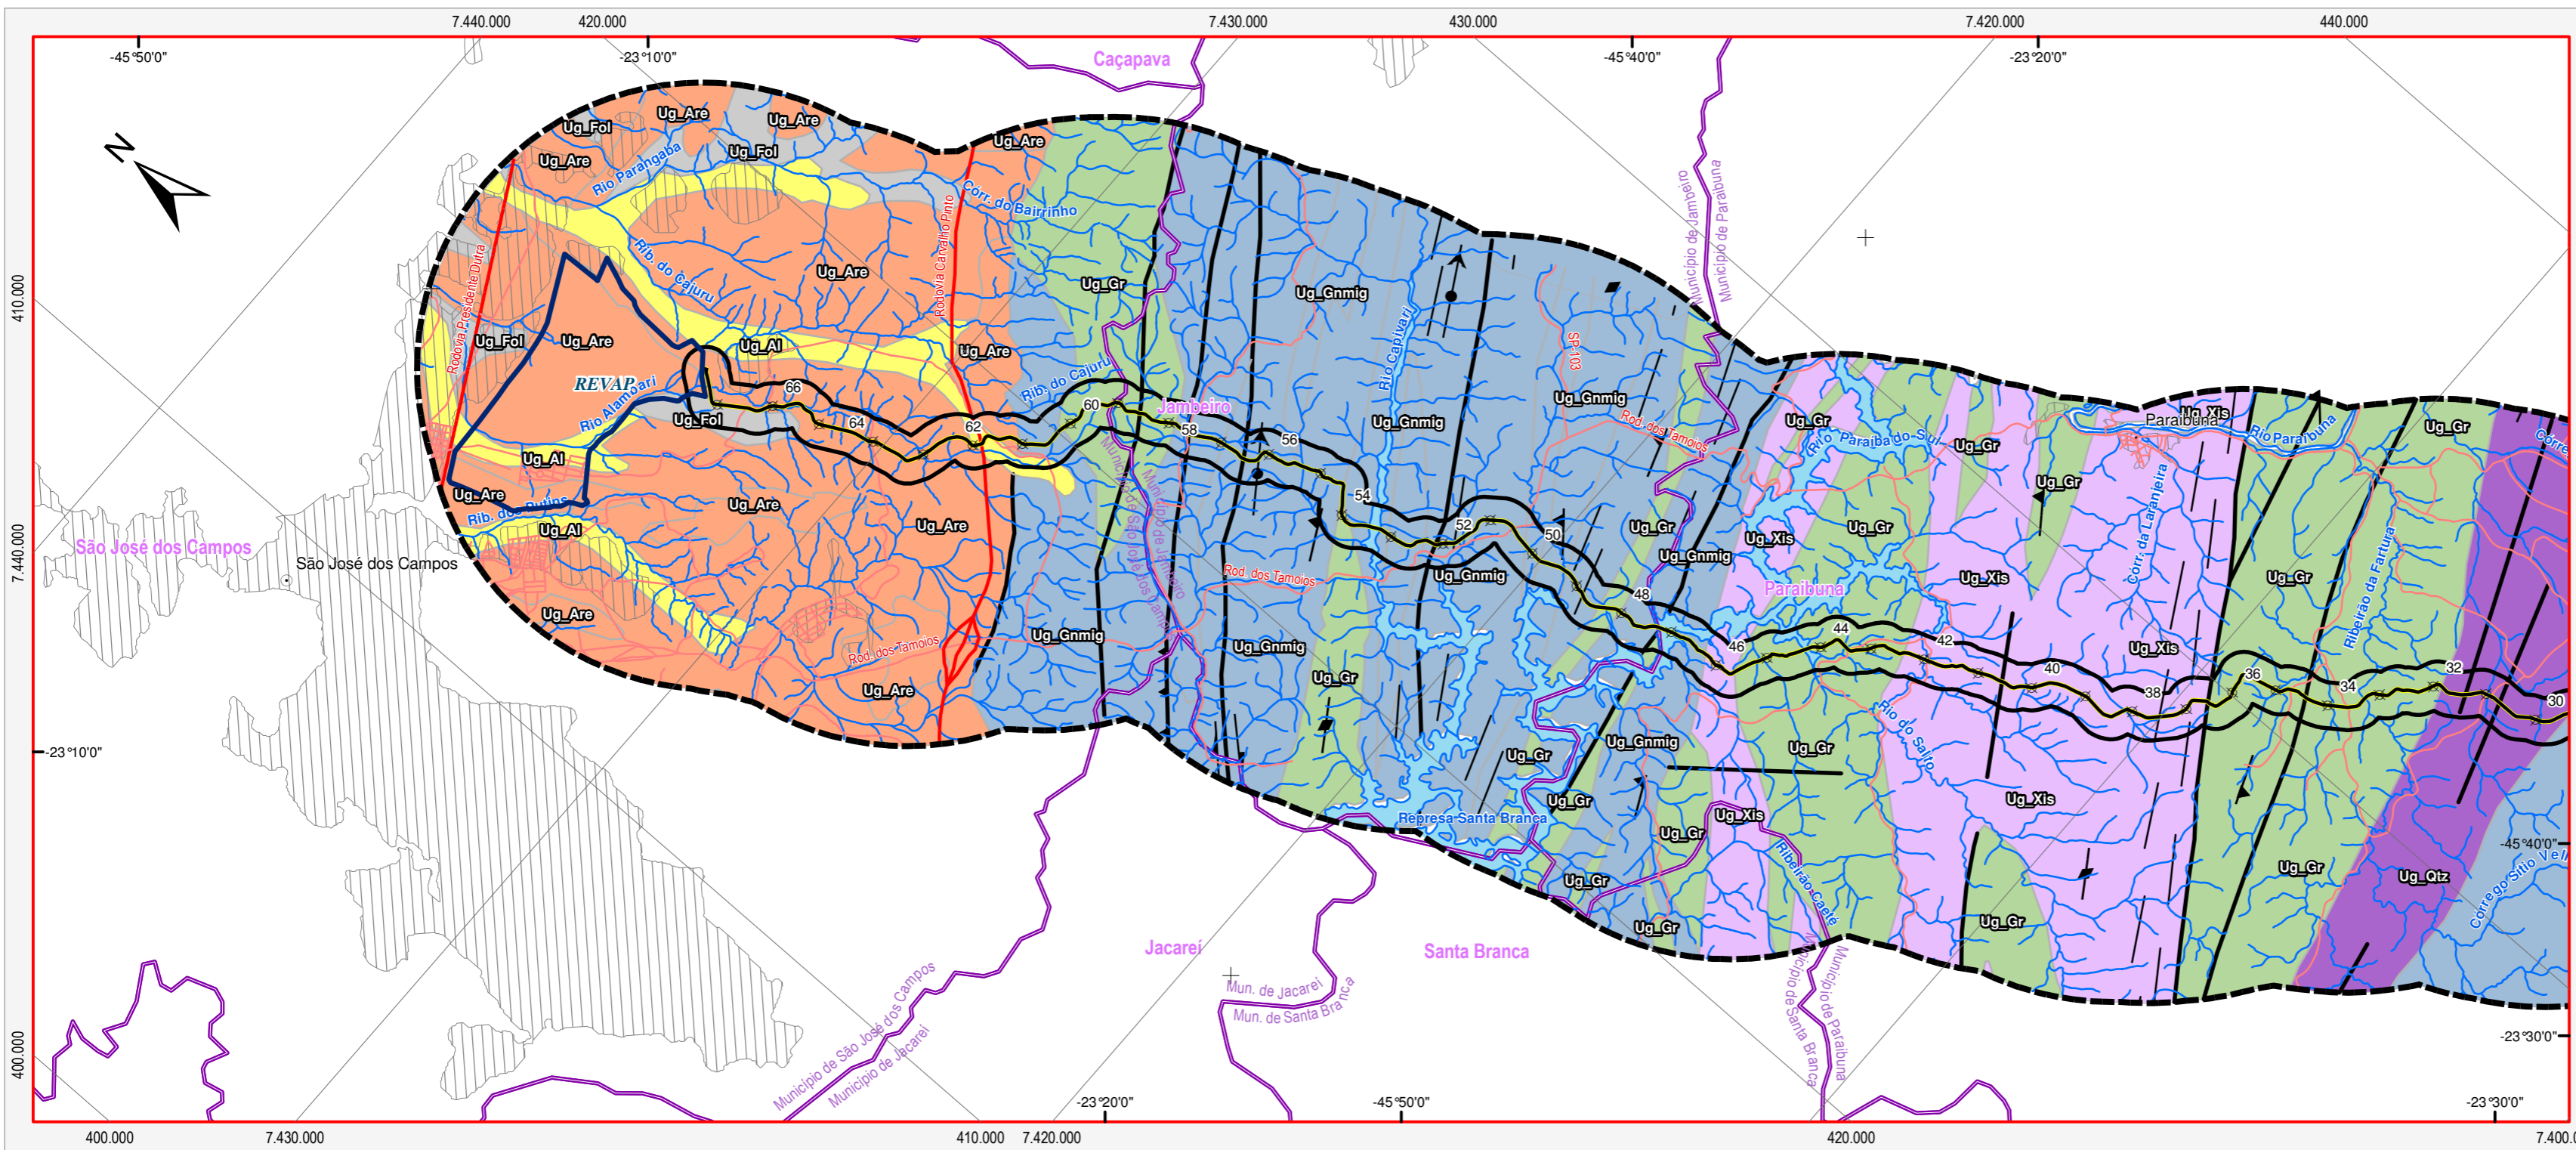 7.440.000
420.000
7.430.000
430.000
7.420.000
440.000
-45°50'0"
-23°10'0"
-45°40'0"
-23°20'0"
Caçapava
N
Ug_Fol
Ug_Are
Ug_Are
Ug_Are
Ug_Fol
Ug_Are
Rio Parangaba
Córr. do Bairrinho
Rodovia Carvalho Pinto
Rodovia Presidente Dutra
Rib. do Cajuru
Ug_Are
Ug_Gr
Ug_Gnmig
Rio Capivari
SP-103
Município de Jambeiro
Município de Paraibuna
410.000
Ug_Fol
Ug_Are
Ug_Al
Ug_Are
REVAP
Rio Alambari
Ug_Fol
66
64
62
Rib. do Cajuru
60
Jambeiro
58
56
Ug_Gnmig
Ug_Gnmig
Rod. dos Tamoios
Ug_Gr
Rio Paraíba do Sul
Ug_Gr
Ug_Gr
Ug_Xis
Paraibuna
Rio Paraibuna
Ug_Gr
Ug_Al
Ug_Are
Rib. dos Putins
Ug_Al
Ug_Are
Ug_Are
Município de Jambeiro
Município de São José dos Campos
54
52
50
Ug_Gr
Ug_Gnmig
Ug_Xis
Ug_Gr
Córr. da Laranjeira
Ribeirão da Fartura
7.440.000
São José dos Campos
São José dos Campos
Rod. dos Tamoios
Ug_Gnmig
48
Paraibuna
Ug_Xis
Ug_Gr
Ug_Are
Rod. dos Tamoios
Ug_Are
Ug_Gnmig
Ug_Gnmig
Ug_Gr
46
44
42
40
38
36
34
32
30
Ug_Xis
Rio do Salto
-23°10'0"
Ug_Gr
Ug_Gnmig
Ug_Gr
Ug_Gr
Ug_Xis
Represa Santa Branca
Ug_Gr
Ug_Xis
Ribeirão Caeté
Ug_Gr
Ug_Gr
Ug_Gr
Ug_Gr
Ug_Qtz
-45°40'0"
Jacareí
Santa Branca
Mun. de Jacareí
Mun. de Santa Branca
Município de São José dos Campos
Município de Jacareí
Município de Santa Branca
Município de Paraibuna
400.000
-23°30'0"
-23°20'0"
-45°50'0"
-23°30'0"
400.000
7.430.000
410.000
7.420.000
420.000